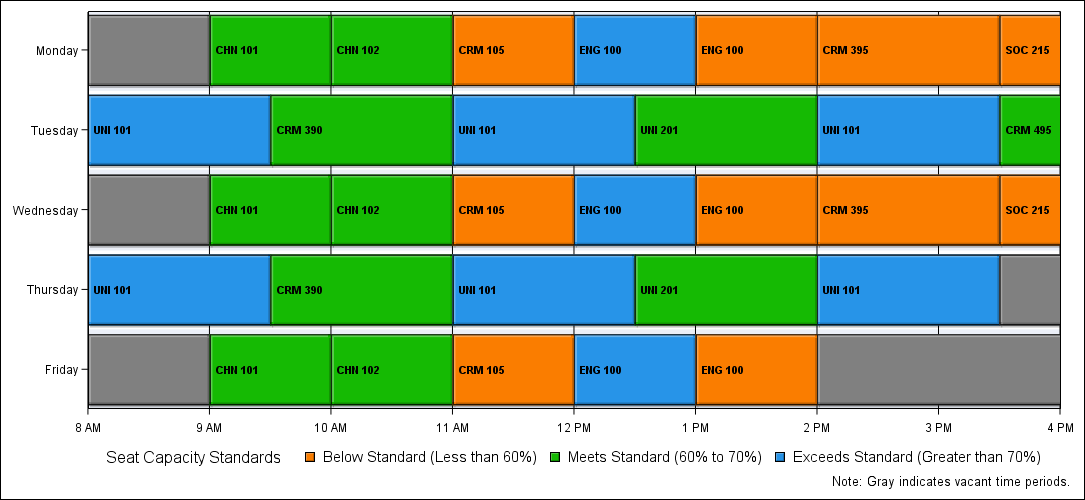 Monday CHN 101 CHN 102 CRM 105 ENG 100 ENG 100 CRM 395 SOC 215
Tuesday UNI 101 CRM 390 UNI 101 UNI 201 UNI 101 CRM 495
Wednesday CHN 101 CHN 102 CRM 105 ENG 100 ENG 100 CRM 395 SOC 215
Thursday UNI 101 CRM 390 UNI 101 UNI 201 UNI 101
Friday CHN 101 CHN 102 CRM 105 ENG 100 ENG 100
8 AM 9 AM 10 AM 11 AM 12 PM 1 PM 2 PM 3 PM 4 PM
Seat Capacity Standards Below Standard (Less than 60%) Meets Standard (60% to 70%) Exceeds Standard (Greater than 70%)
Note: Gray indicates vacant time periods.